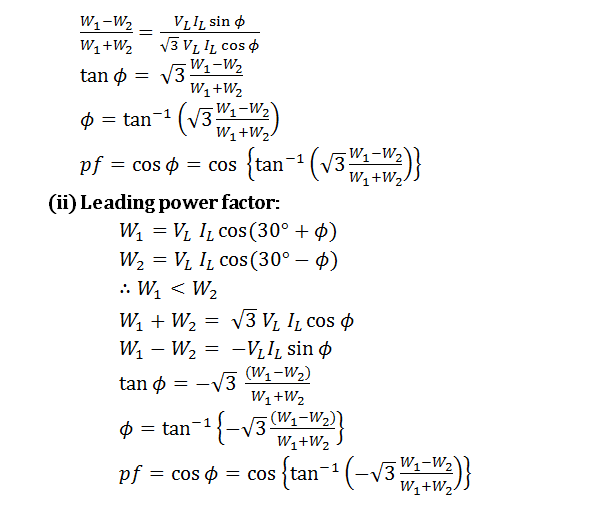 (W₁−W₂)/(W₁+W₂) = (V_L I_L sin ϕ)/(√3 V_L I_L cos ϕ)
tan ϕ = √3 (W₁−W₂)/(W₁+W₂)
ϕ = tan⁻¹ (√3 (W₁−W₂)/(W₁+W₂))
pf = cos ϕ = cos {tan⁻¹ (√3 (W₁−W₂)/(W₁+W₂))}
(ii) Leading power factor:
W₁ = V_L I_L cos(30° + ϕ)
W₂ = V_L I_L cos(30° − ϕ)
∴ W₁ < W₂
W₁ + W₂ = √3 V_L I_L cos ϕ
W₁ − W₂ = −V_L I_L sin ϕ
tan ϕ = −√3 (W₁−W₂)/(W₁+W₂)
ϕ = tan⁻¹ {−√3 (W₁−W₂)/(W₁+W₂)}
pf = cos ϕ = cos {tan⁻¹ (−√3 (W₁−W₂)/(W₁+W₂))}